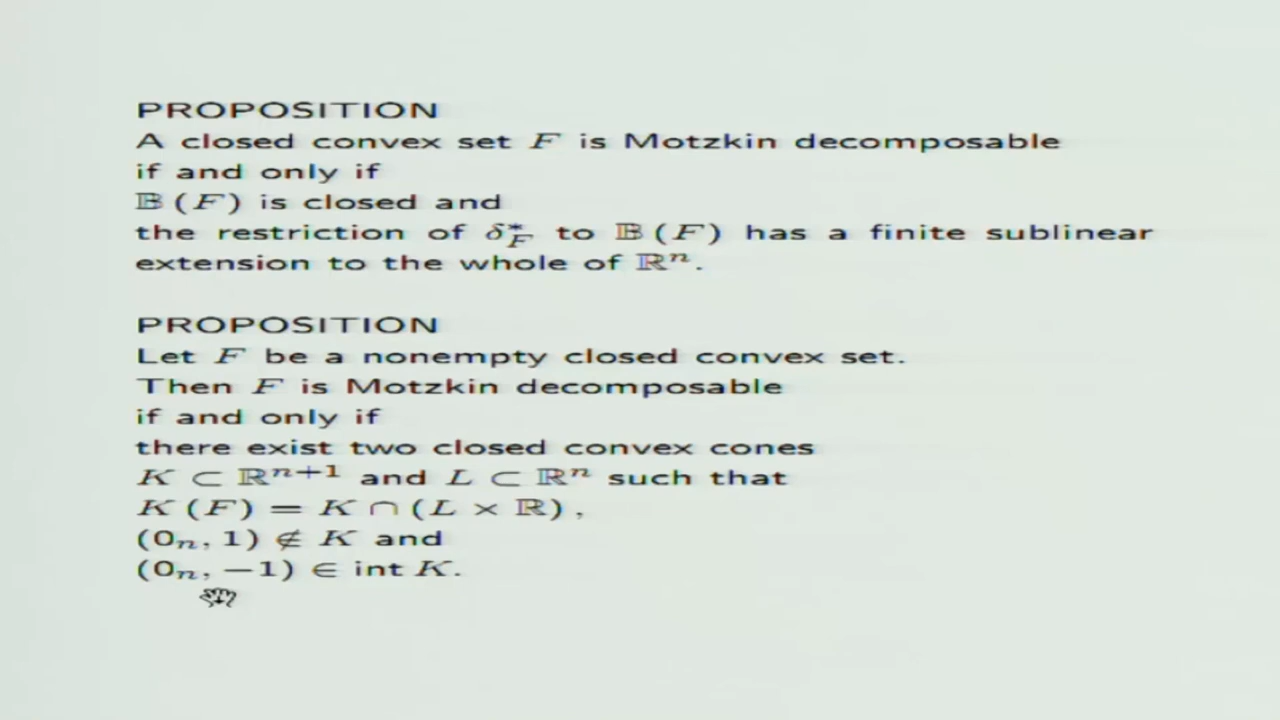 PROPOSITION
A closed convex set F is Motzkin decomposable
if and only if
𝔹 (F) is closed and
the restriction of δ*_F to 𝔹 (F) has a finite sublinear
extension to the whole of ℝⁿ.
PROPOSITION
Let F be a nonempty closed convex set.
Then F is Motzkin decomposable
if and only if
there exist two closed convex cones
K ⊂ ℝⁿ⁺¹ and L ⊂ ℝⁿ such that
K (F) = K ∩ (L × ℝ),
(0ₙ, 1) ∉ K and
(0ₙ, −1) ∈ int K.